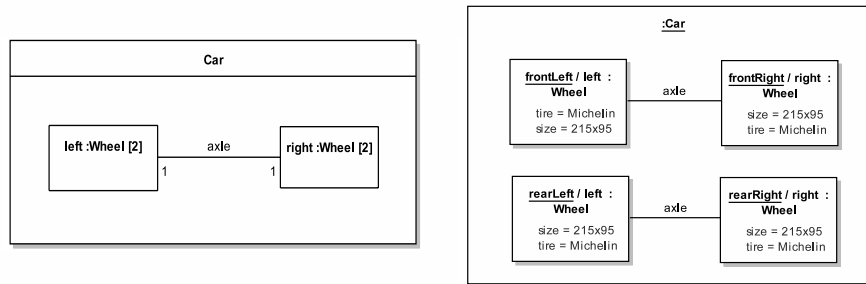 Car
left :Wheel [2]
axle
right :Wheel [2]
1
1
:Car
frontLeft / left :
Wheel
tire = Michelin
size = 215x95
axle
frontRight / right :
Wheel
size = 215x95
tire = Michelin
rearLeft / left :
Wheel
size = 215x95
tire = Michelin
axle
rearRight / right :
Wheel
size = 215x95
tire = Michelin